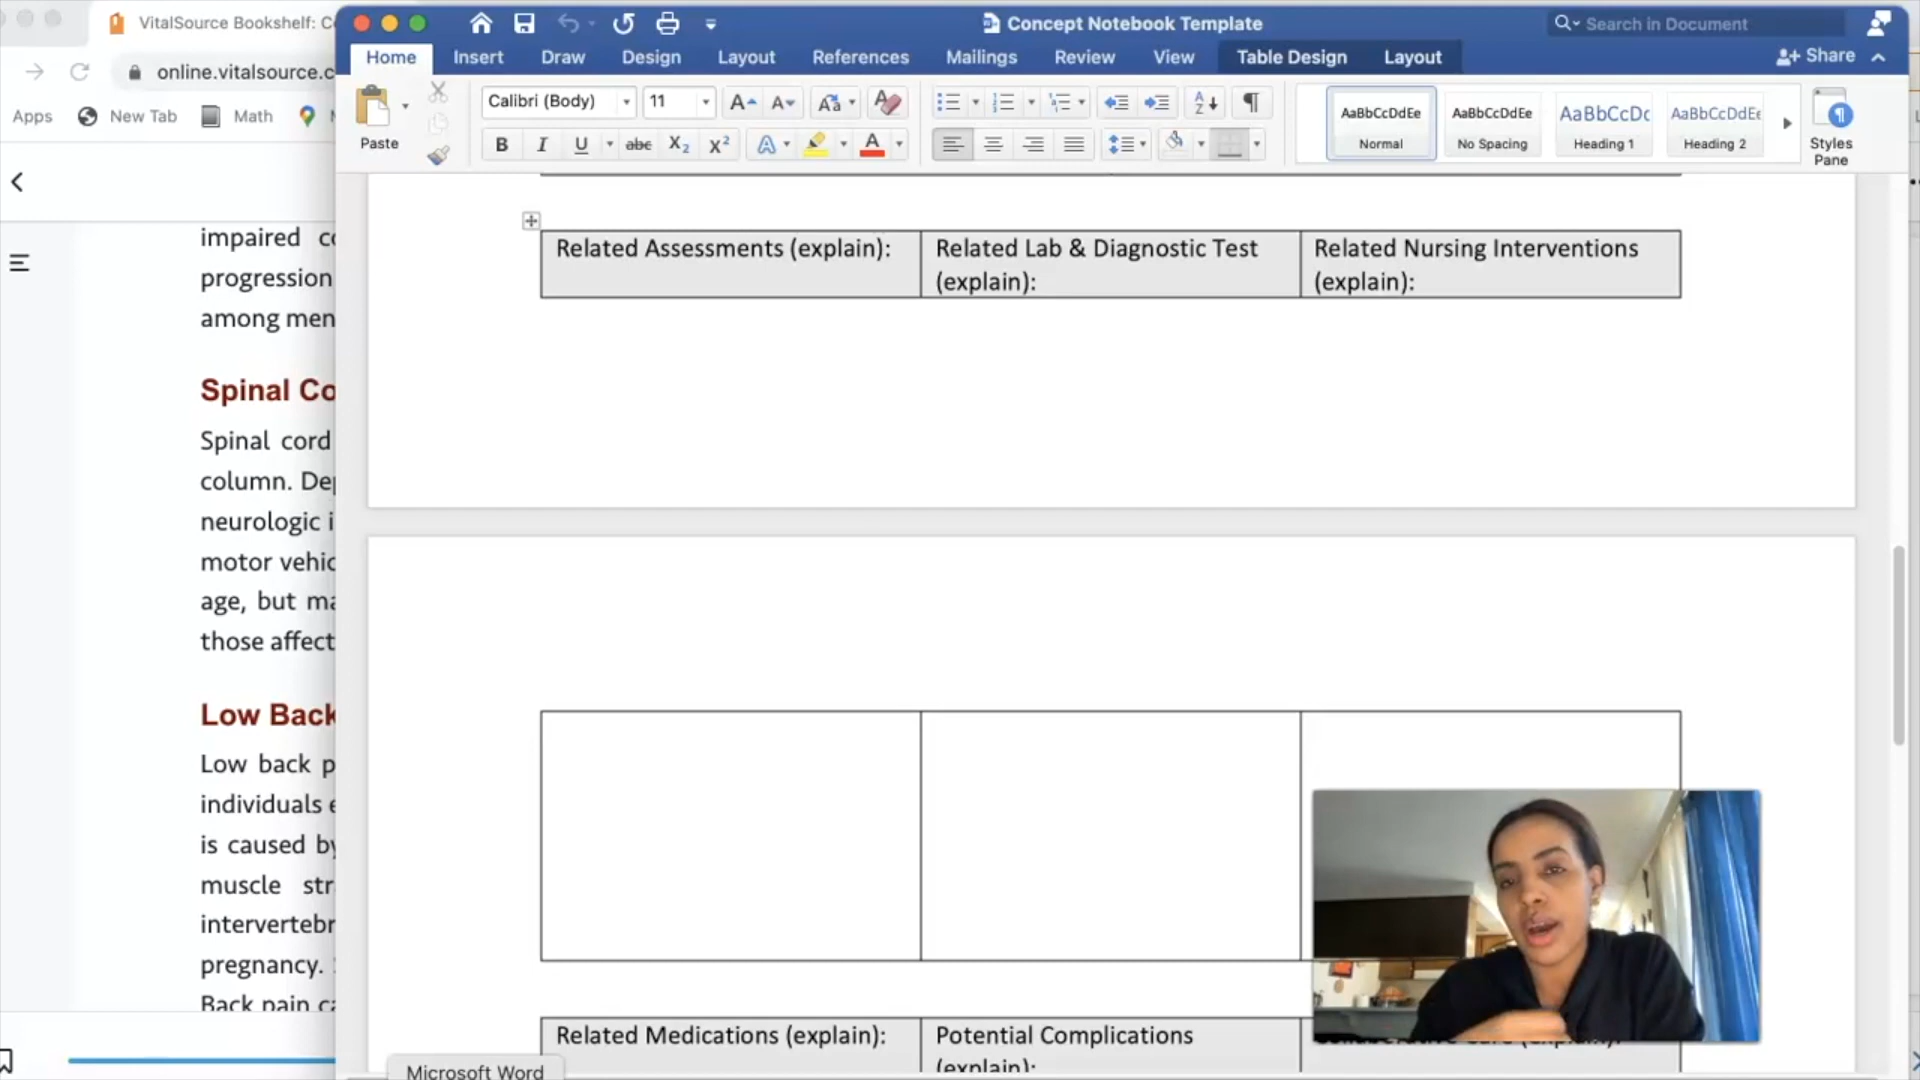 VitalSource Bookshelf: C
Concept Notebook Template
Search in Document
online.vitalsource.c
Home Insert Draw Design Layout References Mailings Review View Table Design Layout
Share
Apps New Tab Math
Paste
Calibri (Body) 11
AaBbCcDdEe AaBbCcDdEe AaBbCcDc AaBbCcDdEe
Normal No Spacing Heading 1 Heading 2
Styles
Pane
impaired
progression
among men
Spinal Co
Spinal cord
column. De
neurologic i
motor vehic
age, but ma
those affect
Low Back
Low back p
individuals e
is caused by
muscle str
intervertebr
pregnancy.
Back pain ca
Related Assessments (explain):
Related Lab & Diagnostic Test
(explain):
Related Nursing Interventions
(explain):
Related Medications (explain):
Potential Complications
(explain):
Microsoft Word